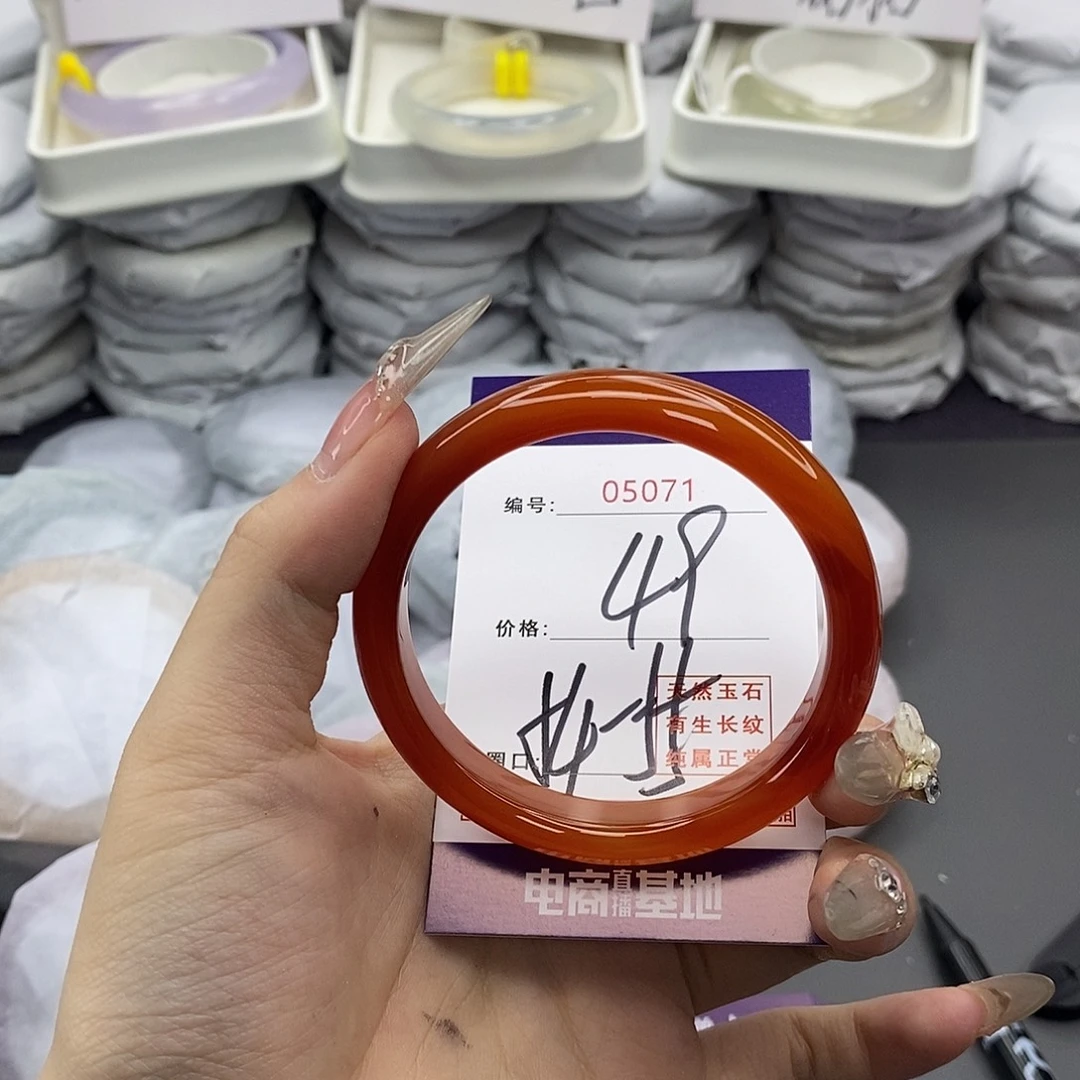 编号: 05071
价格: 49
天然玉石
有生长纹
纯属正常
圈口:
电商直播基地